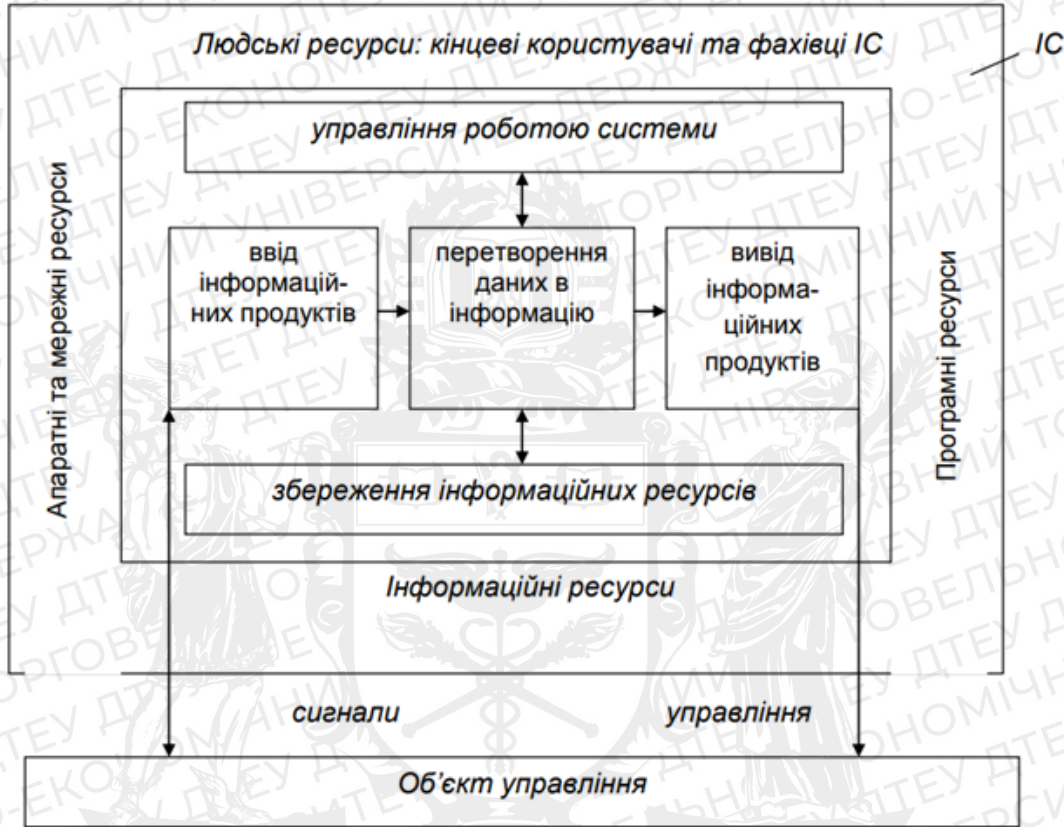 Людські ресурси: кінцеві користувачі та фахівці ІС
ІС
управління роботою системи
Апаратні та мережні ресурси
ввід
інформацій-
них продуктів
перетворення
даних в
інформацію
вивід
інформа-
ційних
продуктів
Програмні ресурси
збереження інформаційних ресурсів
Інформаційні ресурси
сигнали
управління
Об’єкт управління